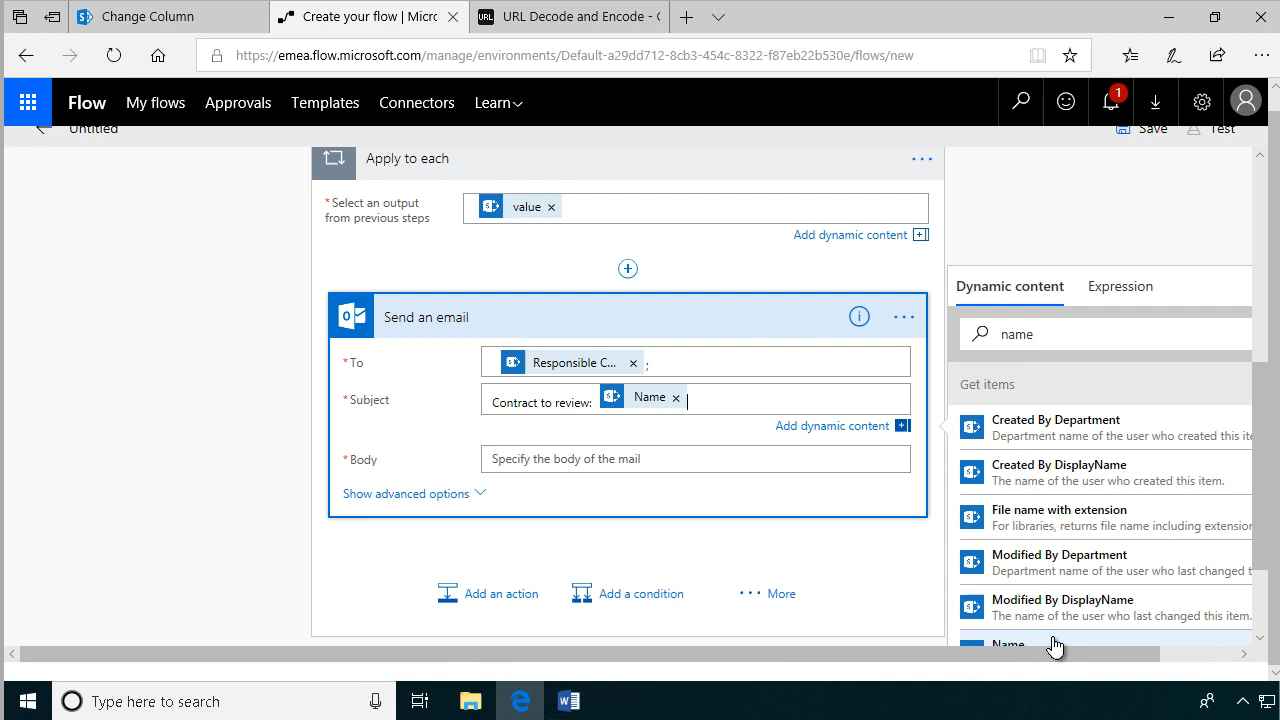 Change Column
Create your flow | Micr
URL
URL Decode and Encode - O
https://emea.flow.microsoft.com/manage/environments/Default-a29dd712-8cb3-454c-8322-f87eb22b530e/flows/new
Flow
My flows
Approvals
Templates
Connectors
Learn
1
Untitled
Save
Test
Apply to each
*Select an output
from previous steps
value
Add dynamic content
Send an email
*To
Responsible C...
;
*Subject
Contract to review:
Name
Add dynamic content
*Body
Specify the body of the mail
Show advanced options
Add an action
Add a condition
More
Dynamic content
Expression
name
Get items
Created By Department
Department name of the user who created this ite
Created By DisplayName
The name of the user who created this item.
File name with extension
For libraries, returns file name including extension
Modified By Department
Department name of the user who last changed t
Modified By DisplayName
The name of the user who last changed this item.
Name
Type here to search